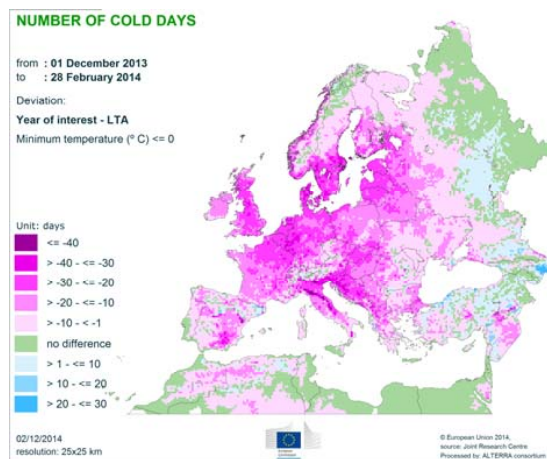 NUMBER OF COLD DAYS
from : 01 December 2013
to : 28 February 2014
Deviation:
Year of interest - LTA
Minimum temperature (º C) <= 0
Unit: days
<= -40
> -40 - <= -30
> -30 - <= -20
> -20 - <= -10
> -10 - < -1
no difference
> 1 - <= 10
> 10 - <= 20
> 20 - <= 30
02/12/2014
resolution: 25x25 km
European
Commission
© European Union 2014,
source: Joint Research Centre
Processed by: ALTERRA consortium